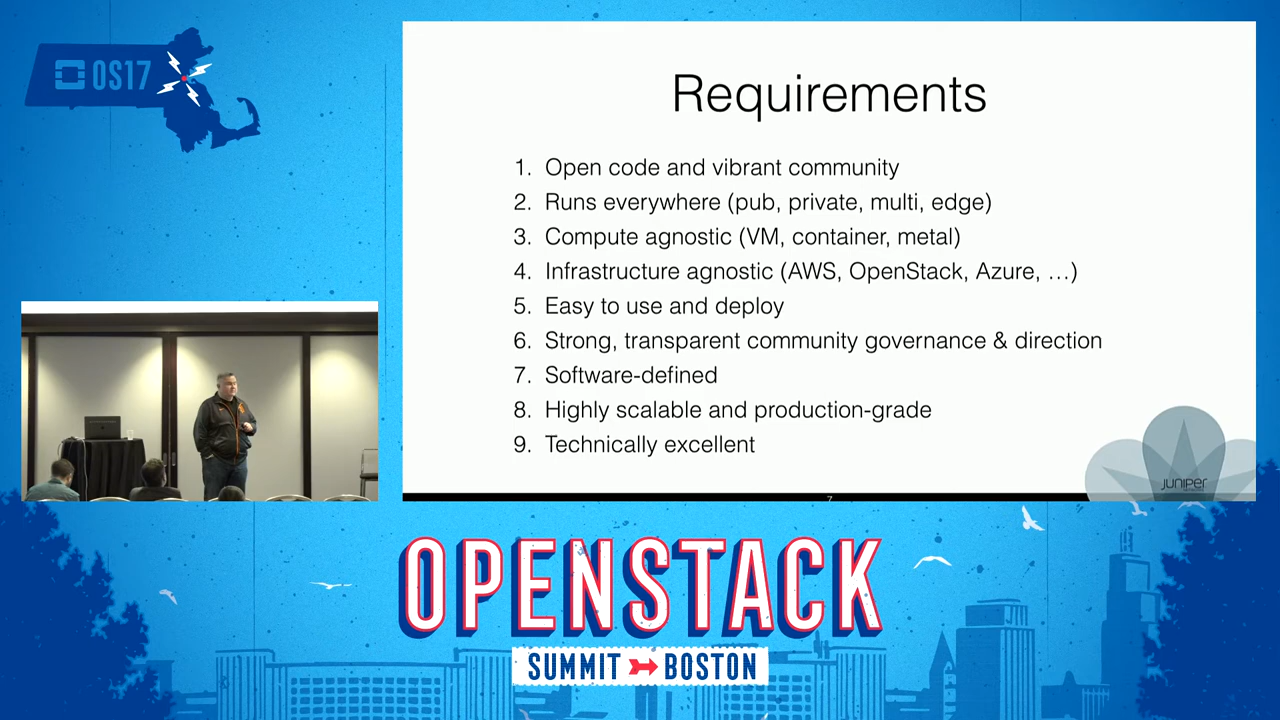 OS17
Requirements
1. Open code and vibrant community
2. Runs everywhere (pub, private, multi, edge)
3. Compute agnostic (VM, container, metal)
4. Infrastructure agnostic (AWS, OpenStack, Azure, …)
5. Easy to use and deploy
6. Strong, transparent community governance & direction
7. Software-defined
8. Highly scalable and production-grade
9. Technically excellent
JUNIPER
7
OPENSTACK
SUMMIT BOSTON